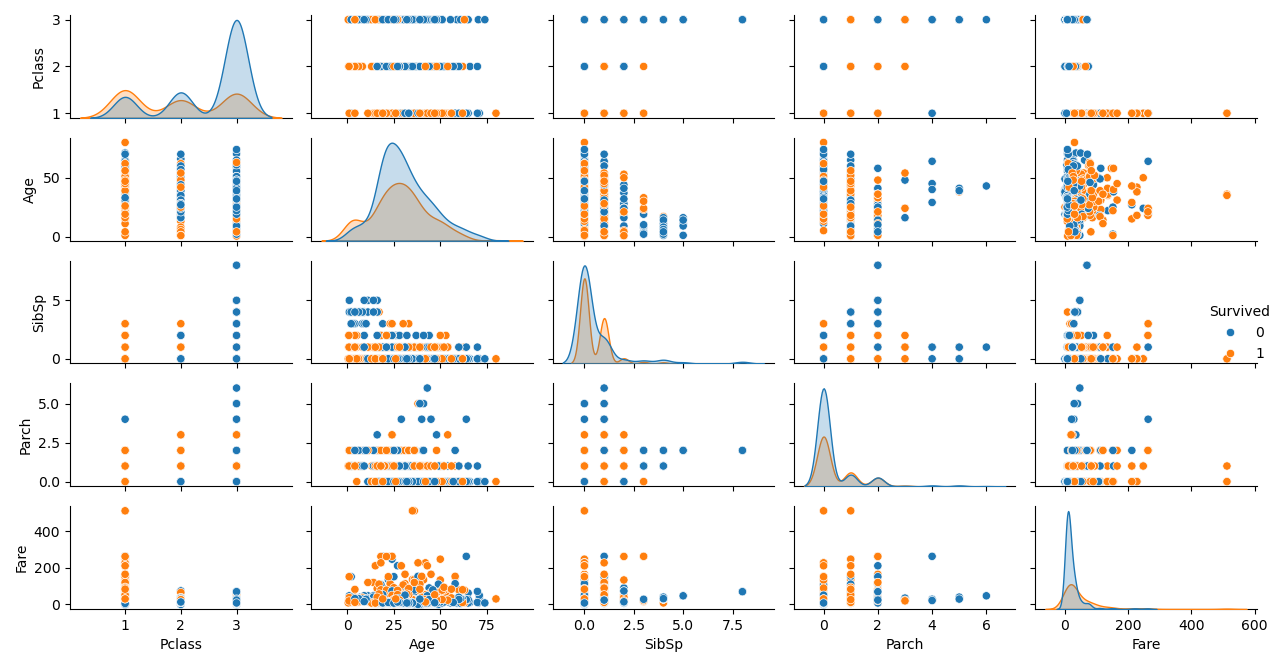 3
2
1
Pclass
50
0
Age
5
0
SibSp
Survived
0
1
5.0
2.5
0.0
Parch
400
200
0
Fare
1 2 3
0 25 50 75
0.0 2.5 5.0 7.5
0 2 4 6
0 200 400 600
Pclass Age SibSp Parch Fare